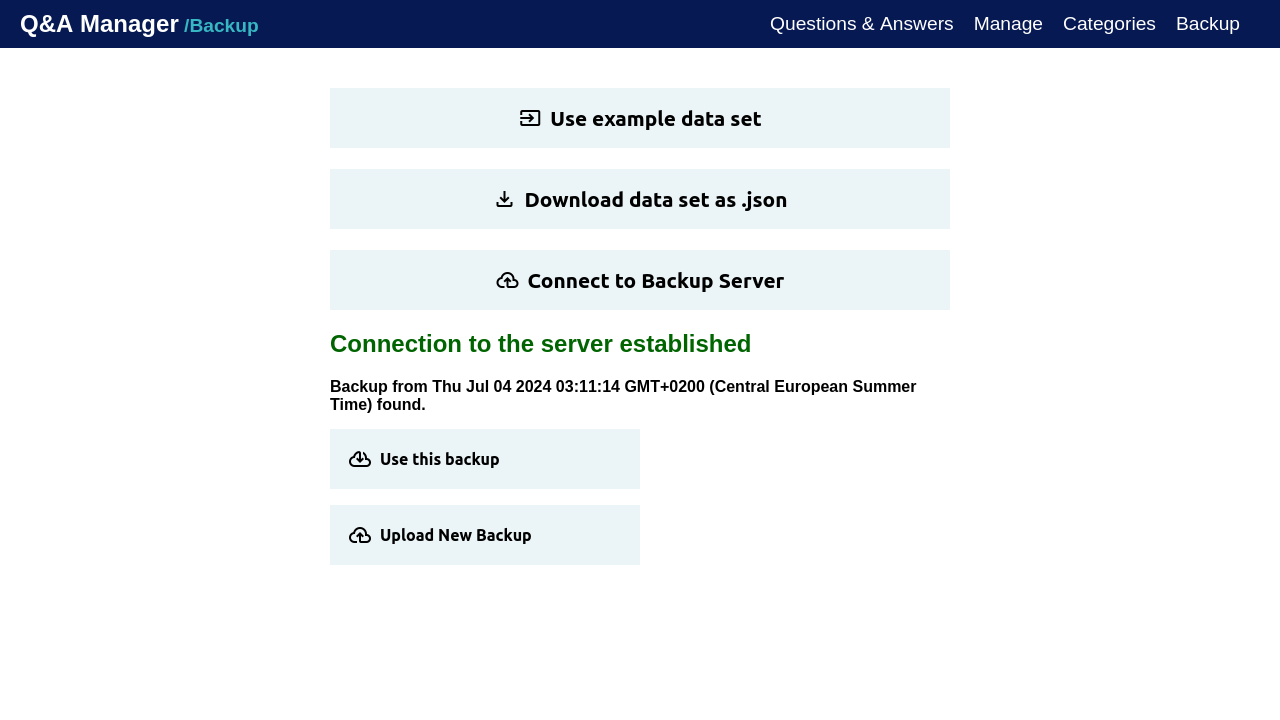 Q&A Manager /Backup
Questions & Answers Manage Categories Backup
Use example data set
Download data set as .json
Connect to Backup Server
Connection to the server established
Backup from Thu Jul 04 2024 03:11:14 GMT+0200 (Central European Summer
Time) found.
Use this backup
Upload New Backup